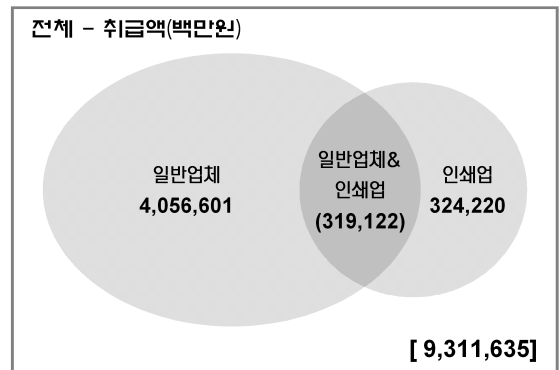 전체 – 취급액(백만원)
일반업체
4,056,601
일반업체&
인쇄업
(319,122)
인쇄업
324,220
[ 9,311,635]